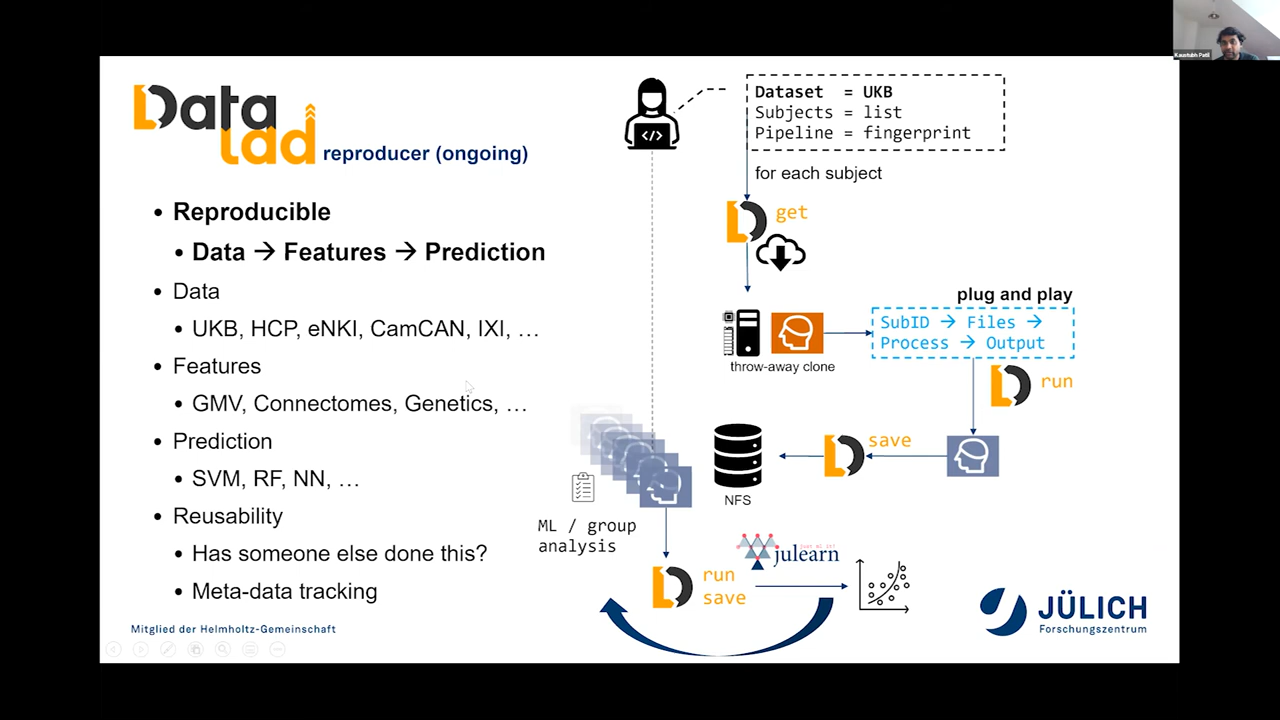 Kaustubh Patil
Data
lad reproducer (ongoing)
• Reproducible
• Data → Features → Prediction
• Data
• UKB, HCP, eNKI, CamCAN, IXI, …
• Features
• GMV, Connectomes, Genetics, …
• Prediction
• SVM, RF, NN, …
• Reusability
• Has someone else done this?
• Meta-data tracking
Mitglied der Helmholtz-Gemeinschaft
</>
Dataset = UKB
Subjects = list
Pipeline = fingerprint
for each subject
get
throw-away clone
plug and play
SubID → Files →
Process → Output
run
save
NFS
ML / group
analysis
run
save
julearn
JÜLICH
Forschungszentrum